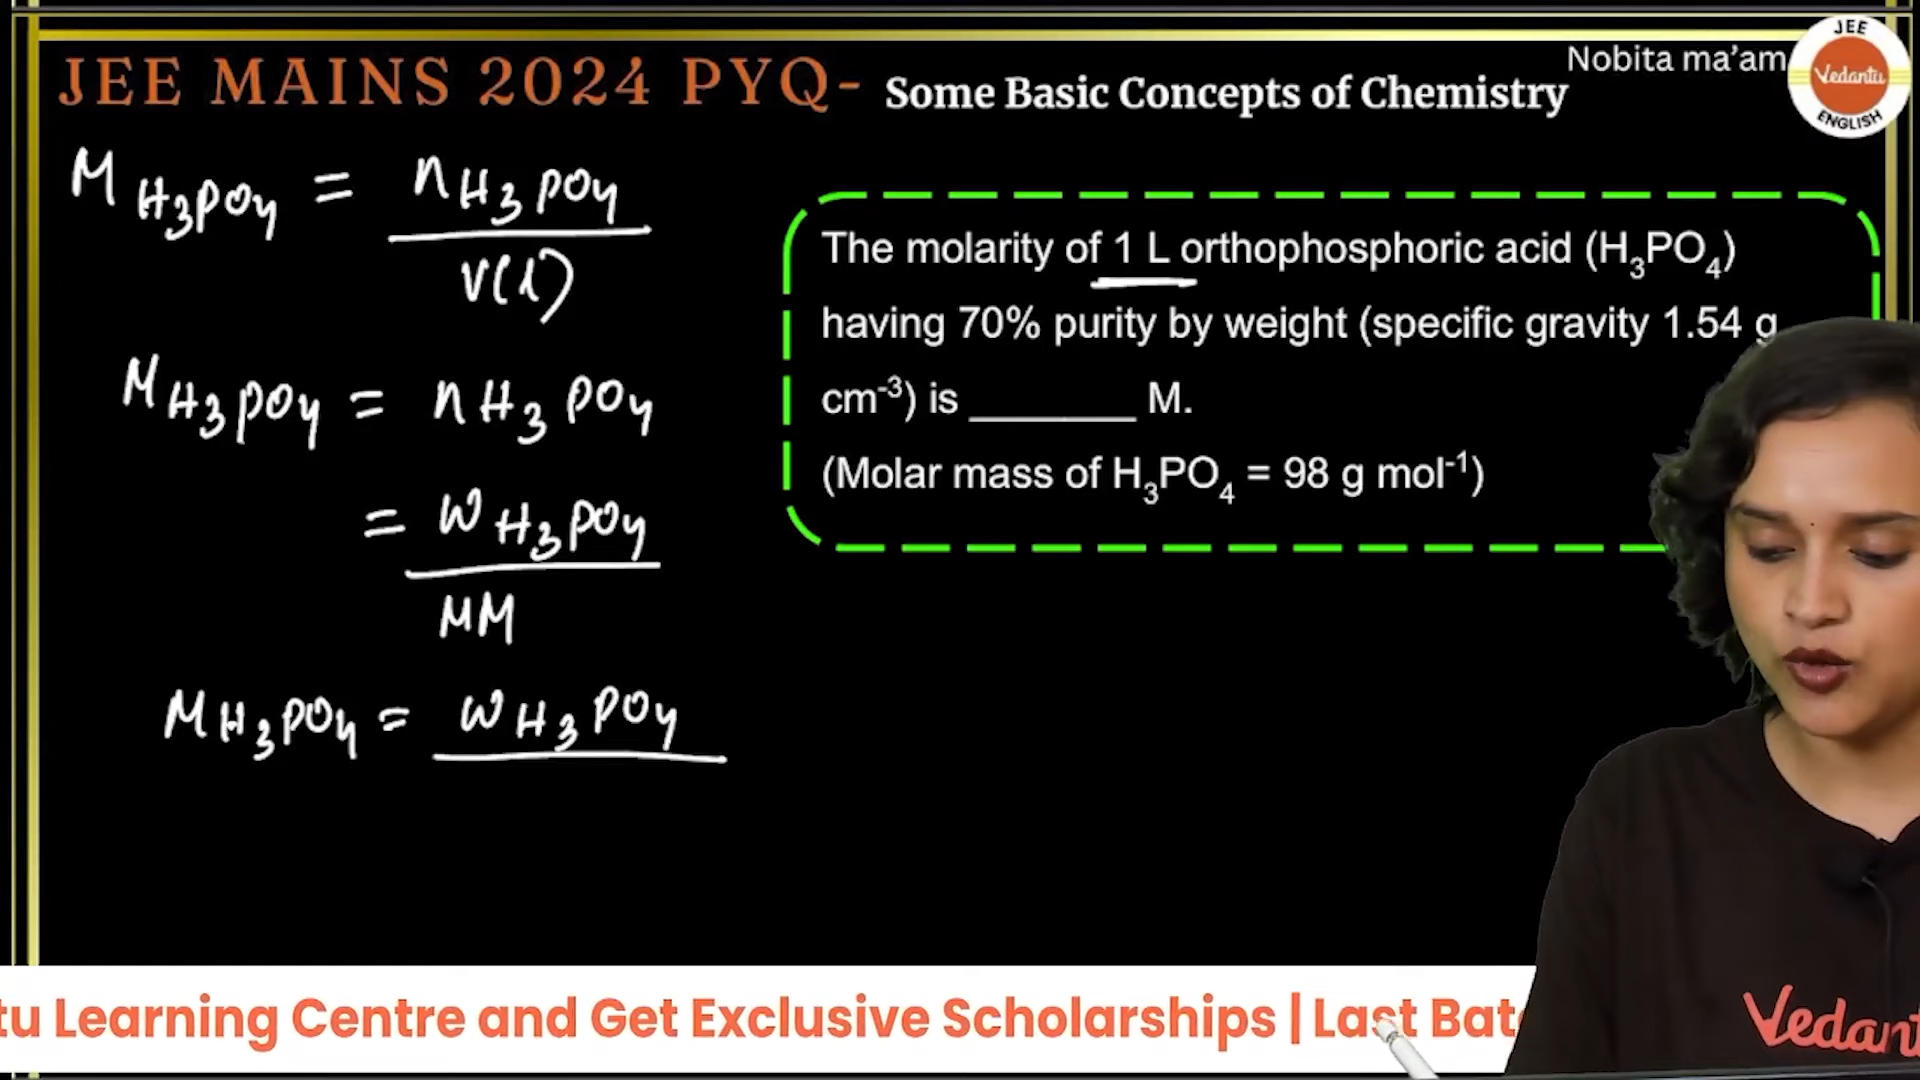 JEE MAINS 2024 PYQ- Some Basic Concepts of Chemistry
Nobita ma'am
JEE
Vedantu
ENGLISH
M H₃PO₄ = n H₃PO₄
V(l)
M H₃PO₄ = n H₃PO₄
= W H₃PO₄
MM
M H₃PO₄ = W H₃PO₄
The molarity of 1 L orthophosphoric acid (H₃PO₄)
having 70% purity by weight (specific gravity 1.54 g
cm⁻³) is ________ M.
(Molar mass of H₃PO₄ = 98 g mol⁻¹)
tu Learning Centre and Get Exclusive Scholarships | Last Bat
Vedant